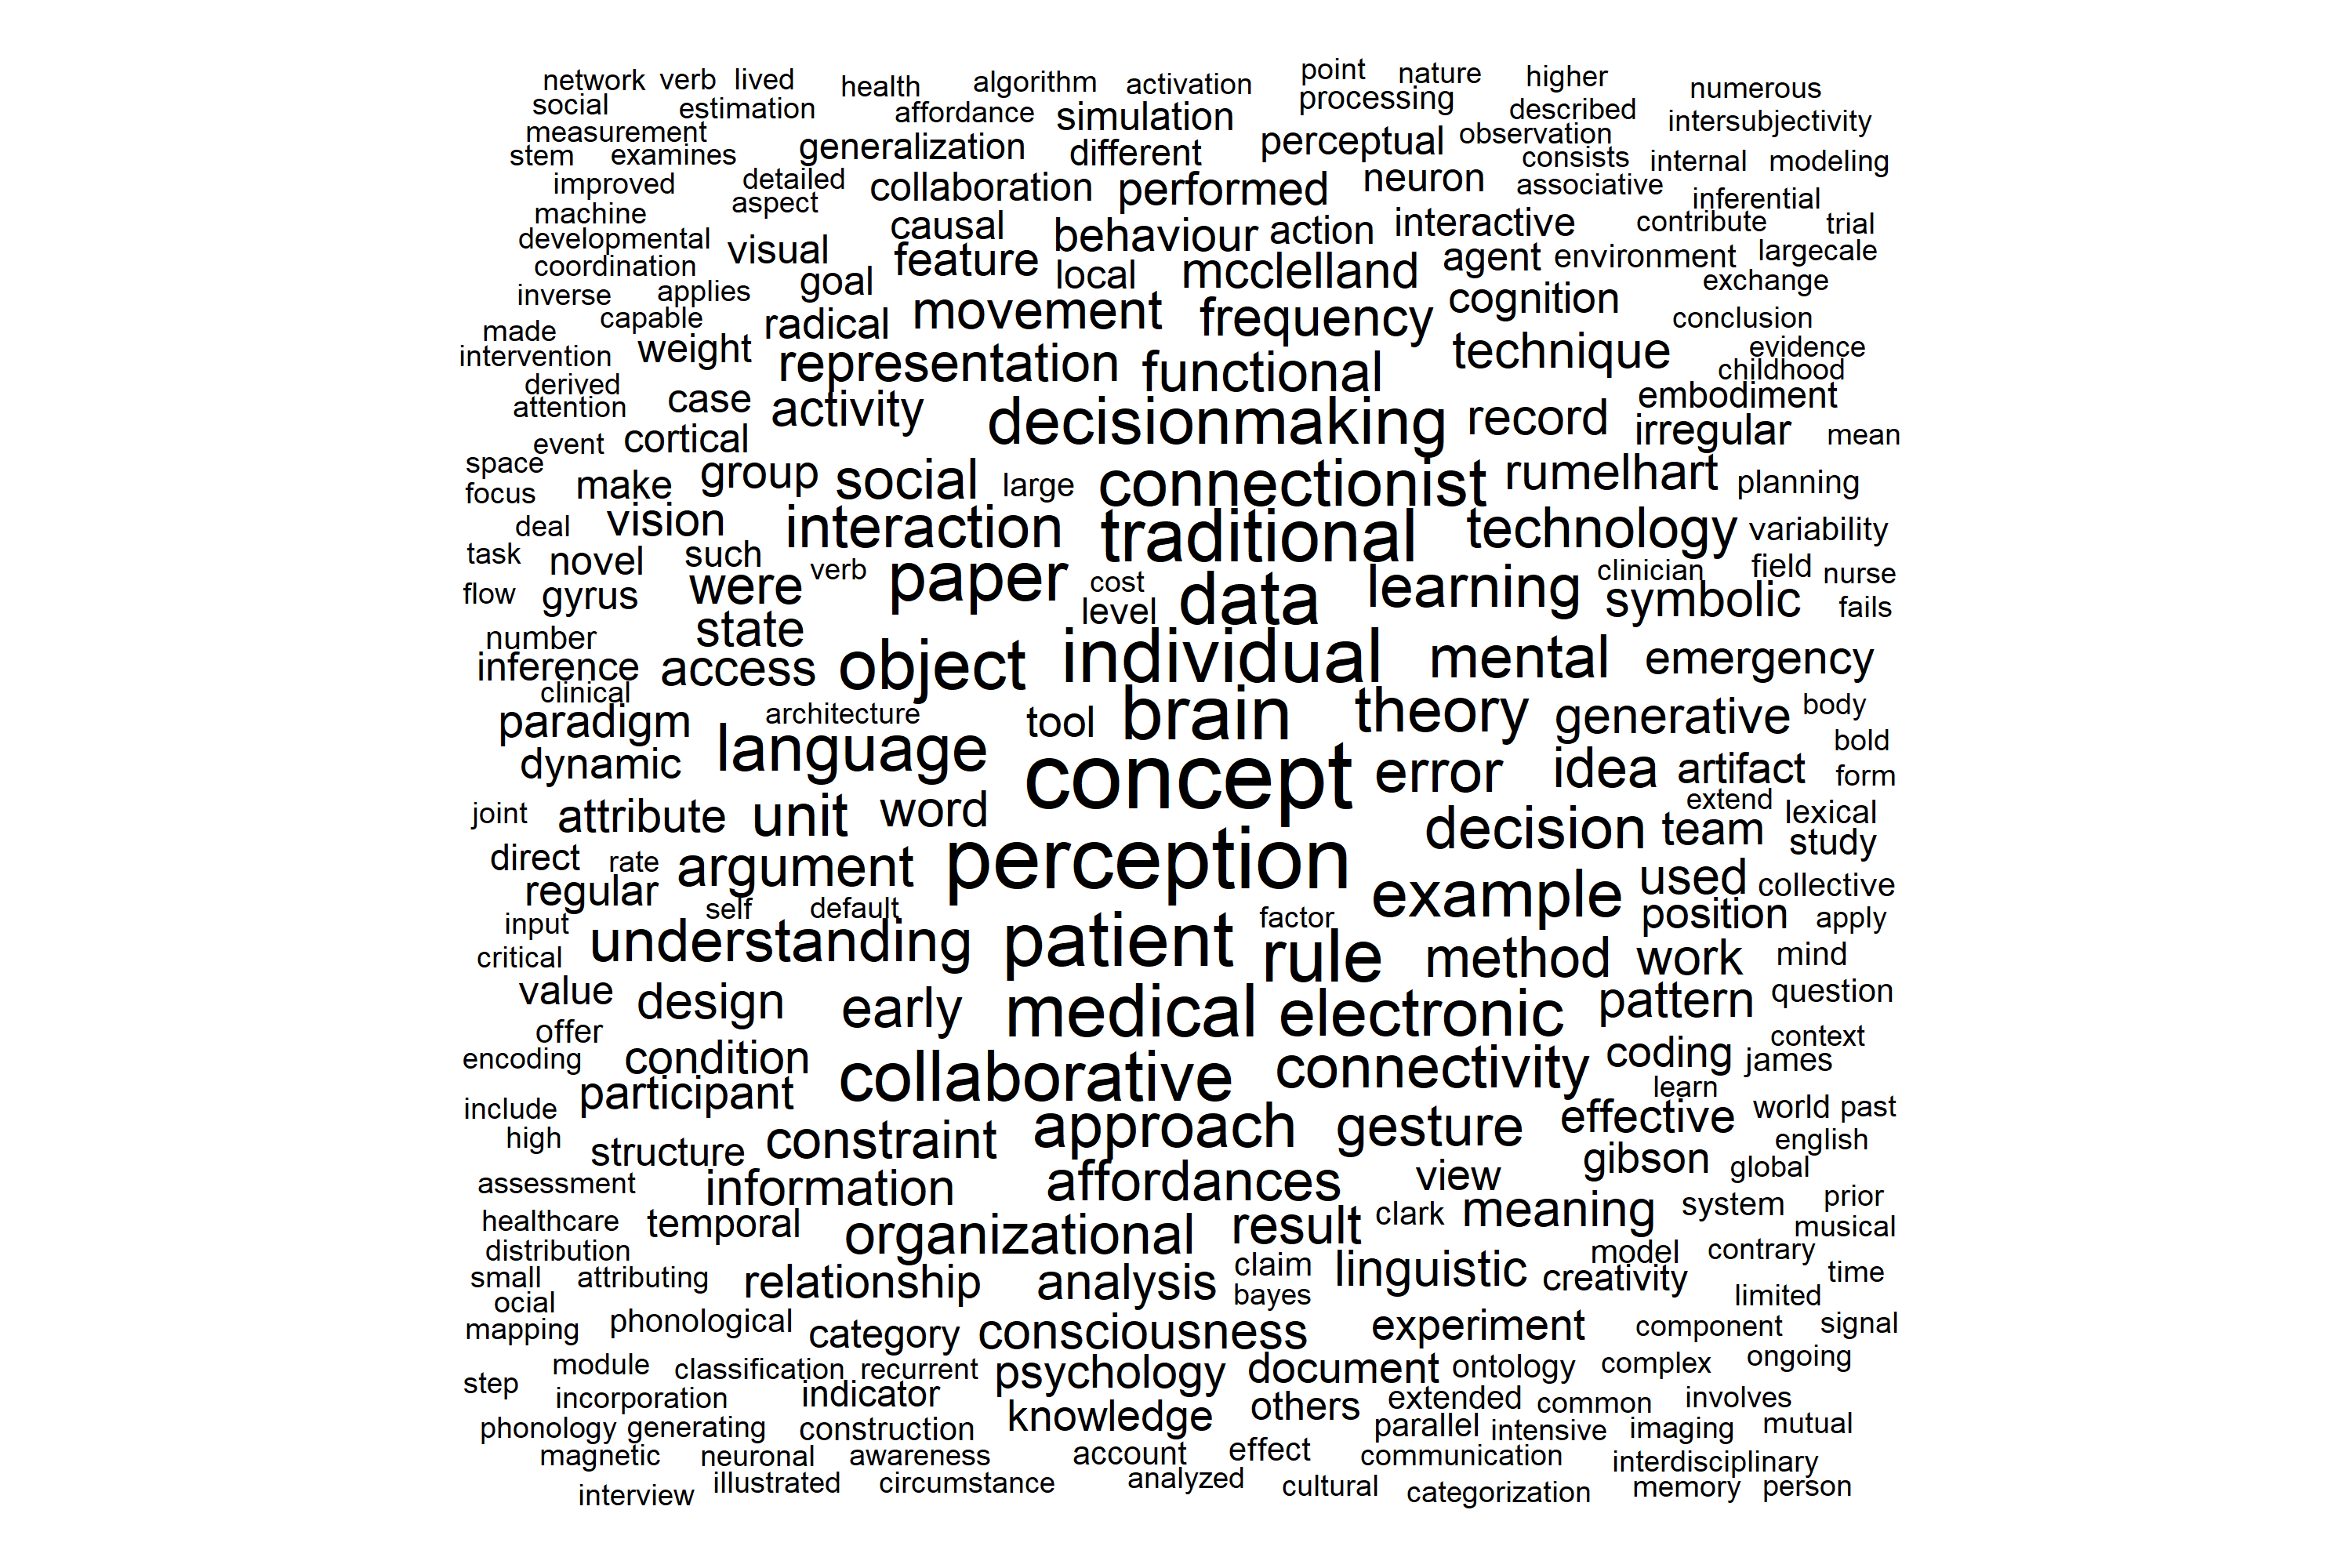 network verb lived health algorithm activation point nature higher numerous
social estimation affordance simulation processing described intersubjectivity
measurement generalization different perceptual observation
stem examines consists internal modeling
improved detailed collaboration performed neuron associative inferential
machine aspect causal behaviour action interactive contribute trial
developmental visual feature local mcclelland agent environment largecale
coordination goal exchange
inverse applies movement frequency cognition
made capable radical conclusion
intervention weight representation functional technique evidence
derived case activity childhood
attention decisionmaking record embodiment
event cortical irregular mean
space group social large connectionist rumelhart planning
focus make
deal vision interaction traditional technology variability
task novel such verb paper cost data learning clinician field nurse
flow gyrus were level symbolic fails
number state
inference access object individual mental emergency
clinical
paradigm architecture tool brain theory generative body
dynamic language concept error idea artifact bold
form
joint attribute unit word extend lexical
decision team study
direct rate argument perception example used collective
regular self default factor position apply
input understanding patient rule method work mind
critical
value design early medical electronic pattern question
offer context
encoding condition collaborative connectivity coding james
participant learn
include approach gesture effective world past
high structure constraint english
assessment information affordances view gibson global
healthcare temporal organizational result clark meaning system prior
musical
distribution claim linguistic model contrary
small attributing relationship analysis creativity time
ocial bayes limited
mapping phonological category consciousness experiment component signal
module classification recurrent psychology document ontology complex ongoing
step incorporation indicator knowledge others extended common involves
phonology generating construction parallel intensive imaging mutual
magnetic neuronal awareness account effect communication interdisciplinary
interview illustrated circumstance analyzed cultural categorization memory person